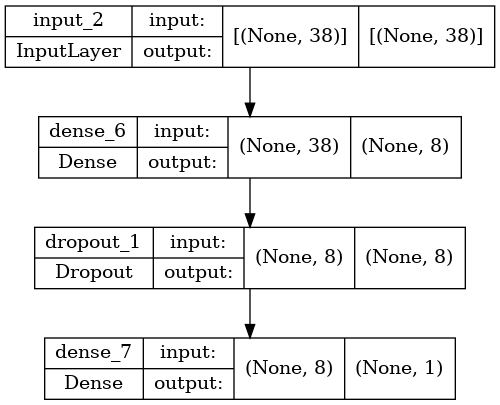 input_2 input: [(None, 38)] [(None, 38)]
InputLayer output:
dense_6 input: (None, 38) (None, 8)
Dense output:
dropout_1 input: (None, 8) (None, 8)
Dropout output:
dense_7 input: (None, 8) (None, 1)
Dense output: